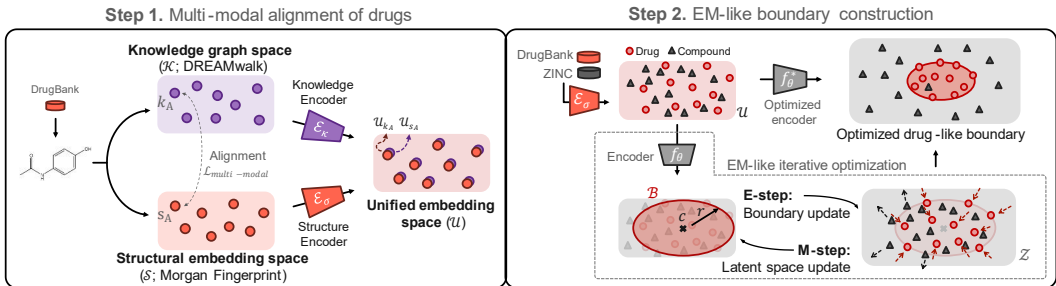 Step 1. Multi-modal alignment of drugs
Knowledge graph space
(𝒦; DREAMwalk)
DrugBank
k_A
Knowledge
Encoder
ℰ_κ
OH
O
N
H
Alignment
ℒ_multi-modal
u_{k_A} u_{s_A}
s_A
ℰ_σ
Structure
Encoder
Unified embedding
space (𝒰)
Structural embedding space
(𝒮; Morgan Fingerprint)
Step 2. EM-like boundary construction
DrugBank
ZINC
ℰ_σ
Drug Compound
𝒰
f_θ^*
Optimized
encoder
Optimized drug-like boundary
Encoder
f_θ
EM-like iterative optimization
ℬ
c
r
E-step:
Boundary update
M-step:
Latent space update
𝒵